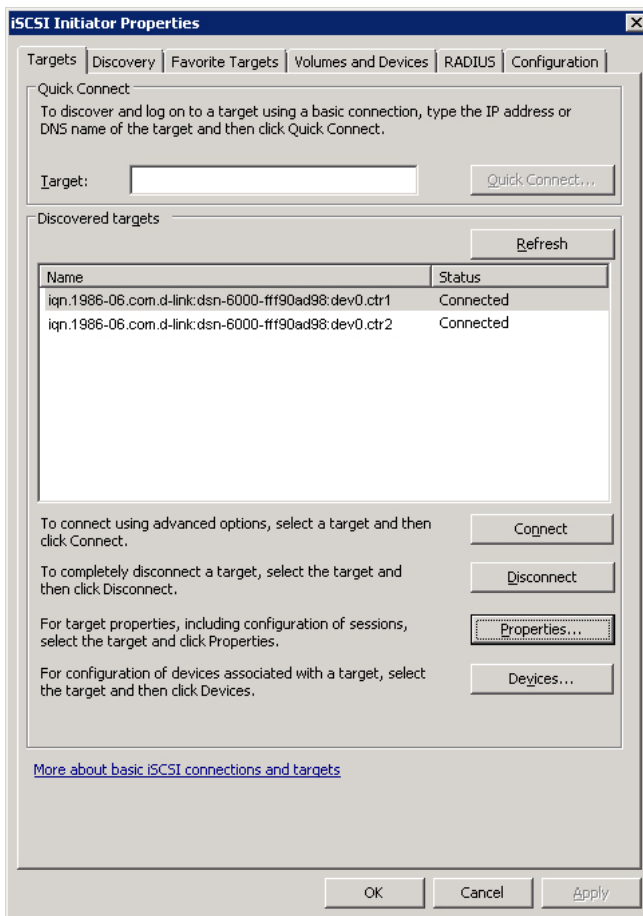 iSCSI Initiator Properties
Targets Discovery Favorite Targets Volumes and Devices RADIUS Configuration
Quick Connect
To discover and log on to a target using a basic connection, type the IP address or
DNS name of the target and then click Quick Connect.
Target:
Quick Connect...
Discovered targets
Refresh
Name Status
iqn.1986-06.com.d-link:dsn-6000-fff90ad98:dev0.ctr1 Connected
iqn.1986-06.com.d-link:dsn-6000-fff90ad98:dev0.ctr2 Connected
To connect using advanced options, select a target and then
click Connect.
Connect
To completely disconnect a target, select the target and
then click Disconnect.
Disconnect
For target properties, including configuration of sessions,
select the target and click Properties.
Properties...
For configuration of devices associated with a target, select
the target and then click Devices.
Devices...
More about basic iSCSI connections and targets
OK Cancel Apply